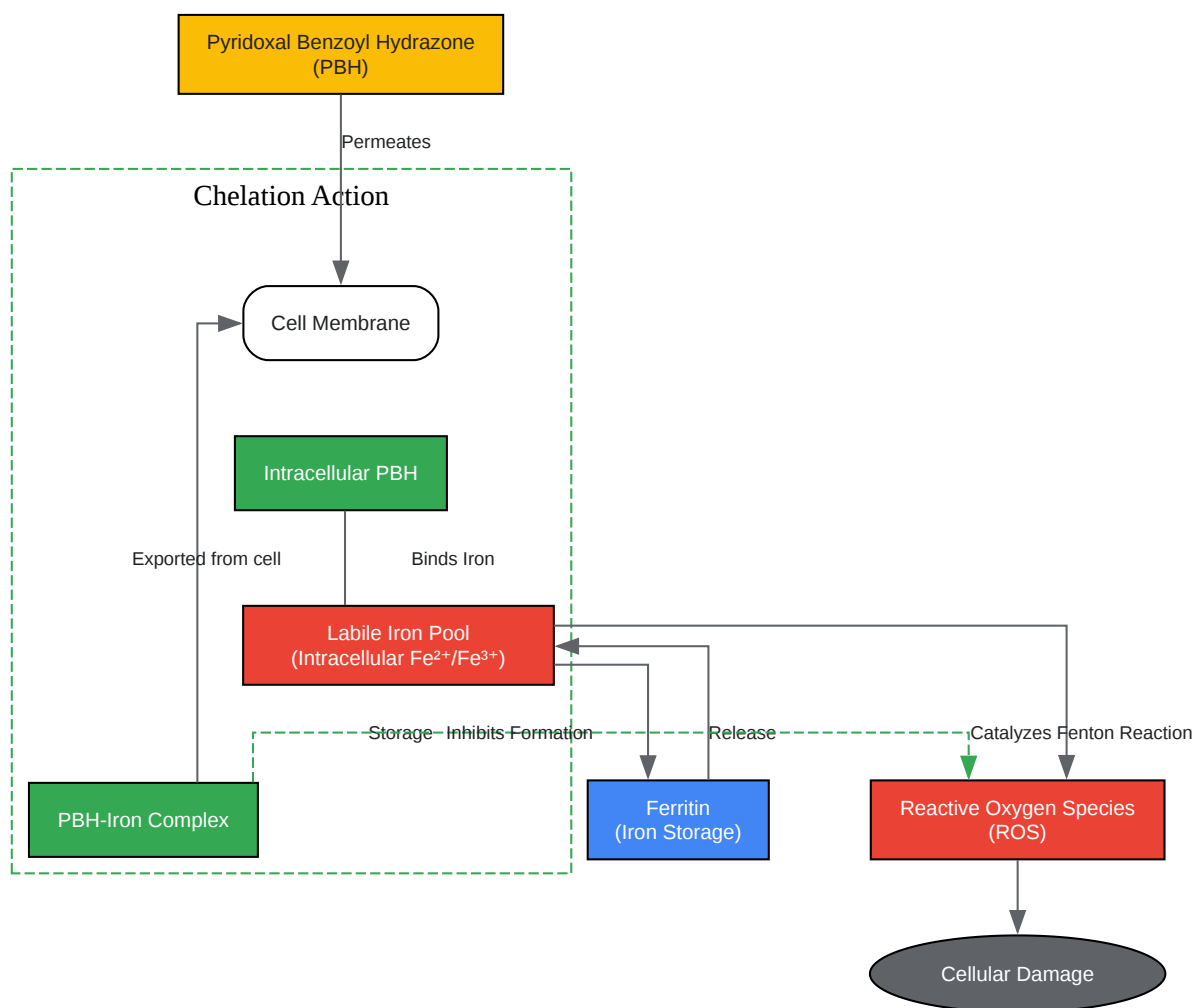 Pyridoxal Benzoyl Hydrazone
(PBH)
Permeates
Chelation Action
Cell Membrane
Intracellular PBH
Exported from cell
Binds Iron
Labile Iron Pool
(Intracellular Fe²⁺/Fe³⁺)
Storage
Inhibits Formation
Release
Catalyzes Fenton Reaction
PBH-Iron Complex
Ferritin
(Iron Storage)
Reactive Oxygen Species
(ROS)
Cellular Damage